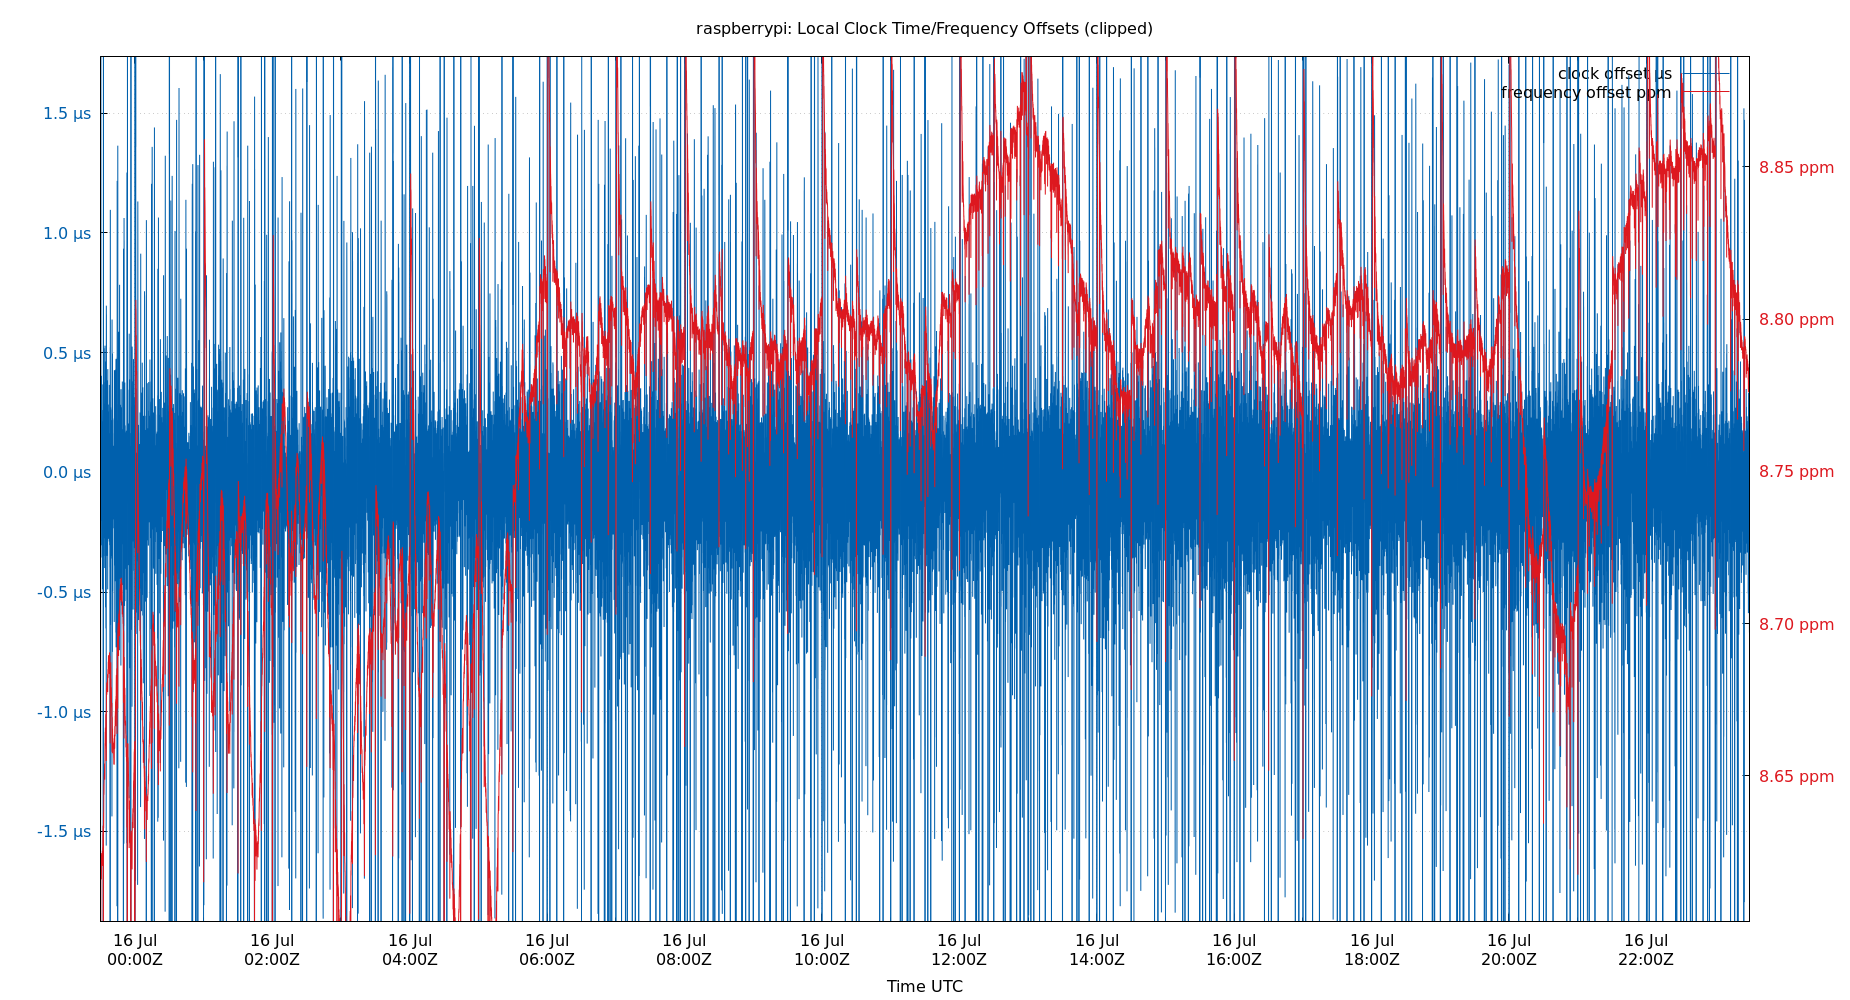 raspberrypi: Local Clock Time/Frequency Offsets (clipped)
clock offset µs
frequency offset ppm
1.5 µs
1.0 µs
0.5 µs
0.0 µs
-0.5 µs
-1.0 µs
-1.5 µs
8.85 ppm
8.80 ppm
8.75 ppm
8.70 ppm
8.65 ppm
16 Jul 16 Jul 16 Jul 16 Jul 16 Jul 16 Jul 16 Jul 16 Jul 16 Jul 16 Jul 16 Jul 16 Jul
00:00Z 02:00Z 04:00Z 06:00Z 08:00Z 10:00Z 12:00Z 14:00Z 16:00Z 18:00Z 20:00Z 22:00Z
Time UTC